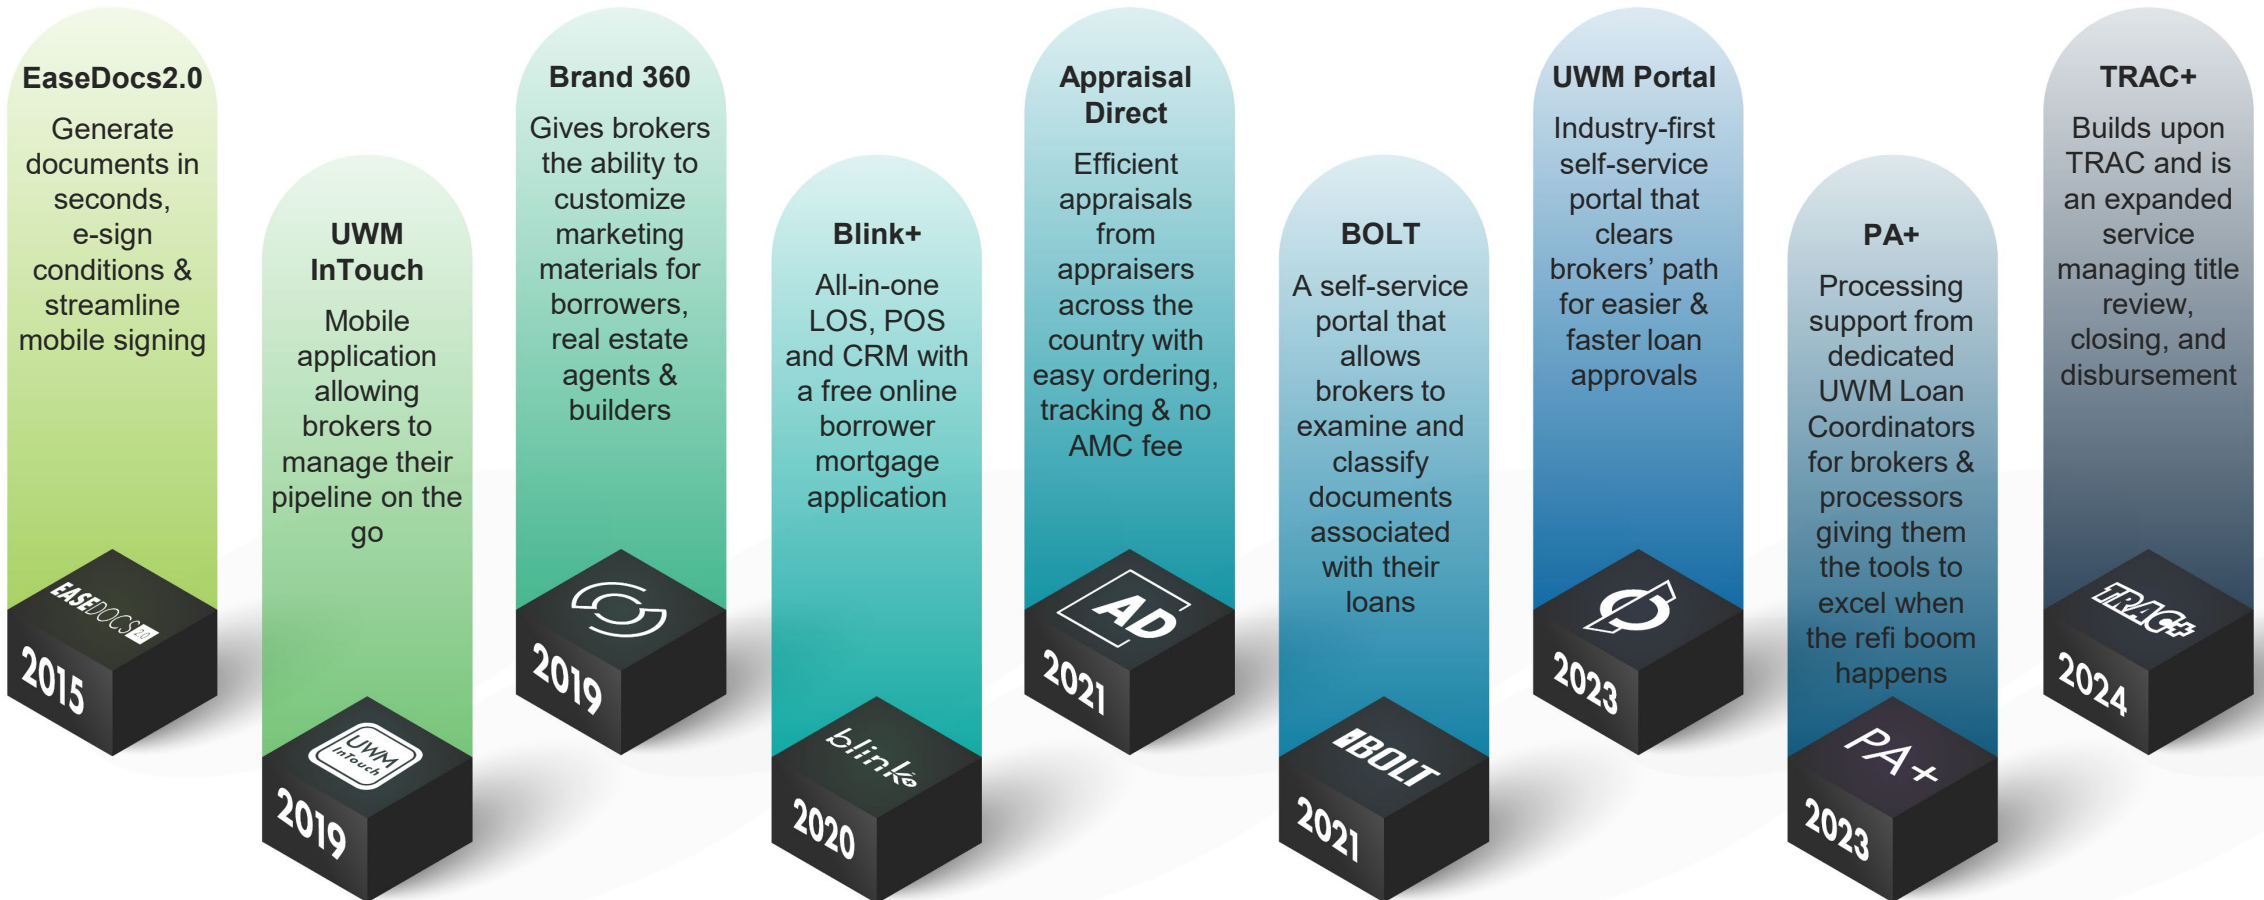 EaseDocs2.0
Generate
documents in
seconds,
e-sign
conditions &
streamline
mobile signing
EASEDOCS 2.0
2015
UWM
InTouch
Mobile
application
allowing
brokers to
manage their
pipeline on the
go
UWM
InTouch
2019
Brand 360
Gives brokers
the ability to
customize
marketing
materials for
borrowers,
real estate
agents &
builders
2019
Blink+
All-in-one
LOS, POS
and CRM with
a free online
borrower
mortgage
application
blink+
2020
Appraisal
Direct
Efficient
appraisals
from
appraisers
across the
country with
easy ordering,
tracking & no
AMC fee
AD
2021
BOLT
A self-service
portal that
allows
brokers to
examine and
classify
documents
associated
with their
loans
BOLT
2021
UWM Portal
Industry-first
self-service
portal that
clears
brokers’ path
for easier &
faster loan
approvals
2023
PA+
Processing
support from
dedicated
UWM Loan
Coordinators
for brokers &
processors
giving them
the tools to
excel when
the refi boom
happens
PA+
2023
TRAC+
Builds upon
TRAC and is
an expanded
service
managing title
review,
closing, and
disbursement
TRAC+
2024